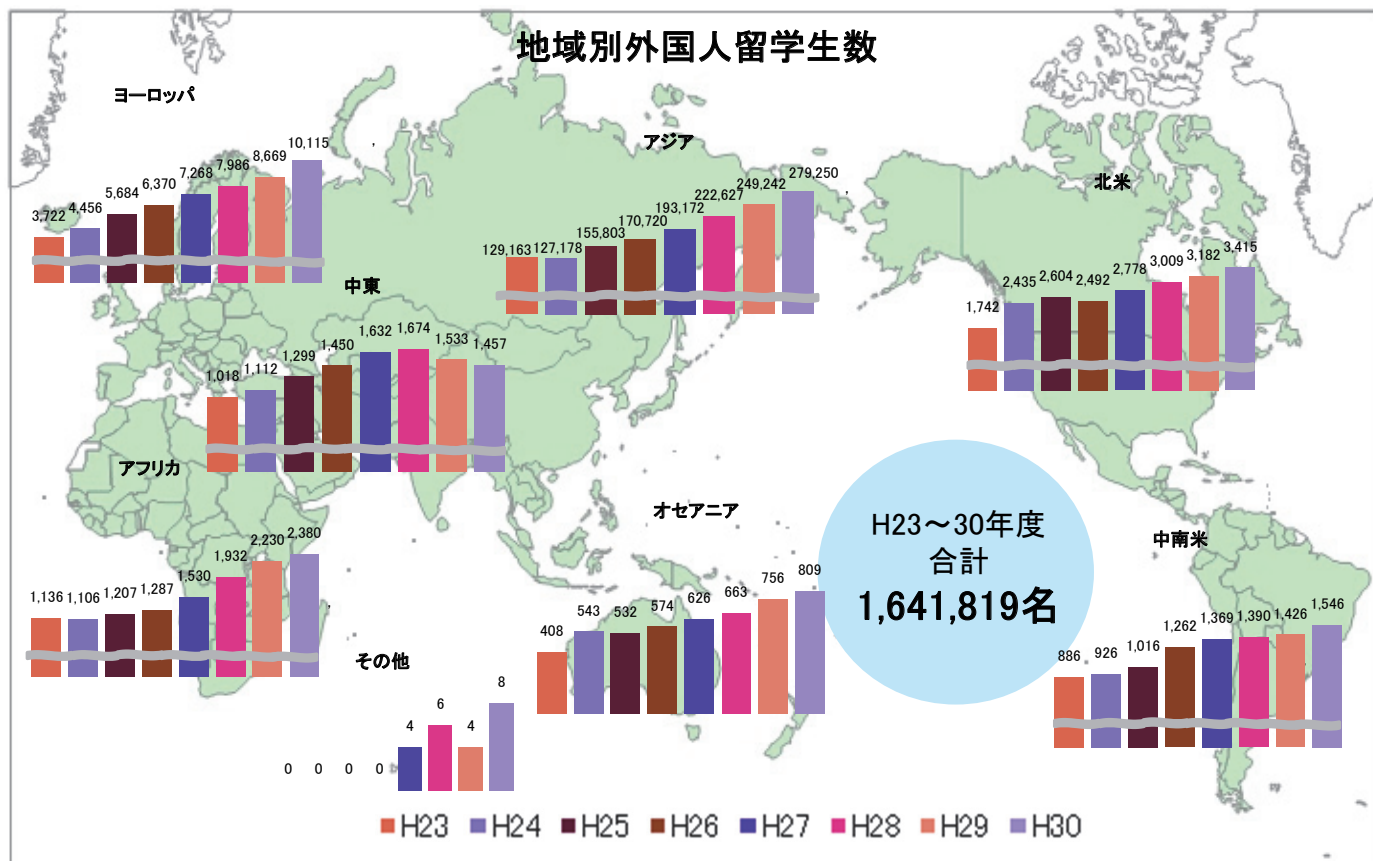 地域別外国人留学生数
ヨーロッパ
3,722 4,456 5,684 6,370 7,268 7,986 8,669 10,115
アジア
129,163 127,178 155,803 170,720 193,172 222,627 249,242 279,250
北米
1,742 2,435 2,604 2,492 2,778 3,009 3,182 3,415
中東
1,018 1,112 1,299 1,450 1,632 1,674 1,533 1,457
アフリカ
1,136 1,106 1,207 1,287 1,530 1,932 2,230 2,380
オセアニア
408 543 532 574 626 663 756 809
H23～30年度
合計
1,641,819名
中南米
886 926 1,016 1,262 1,369 1,390 1,426 1,546
その他
0 0 0 0 4 6 4 8
H23 H24 H25 H26 H27 H28 H29 H30